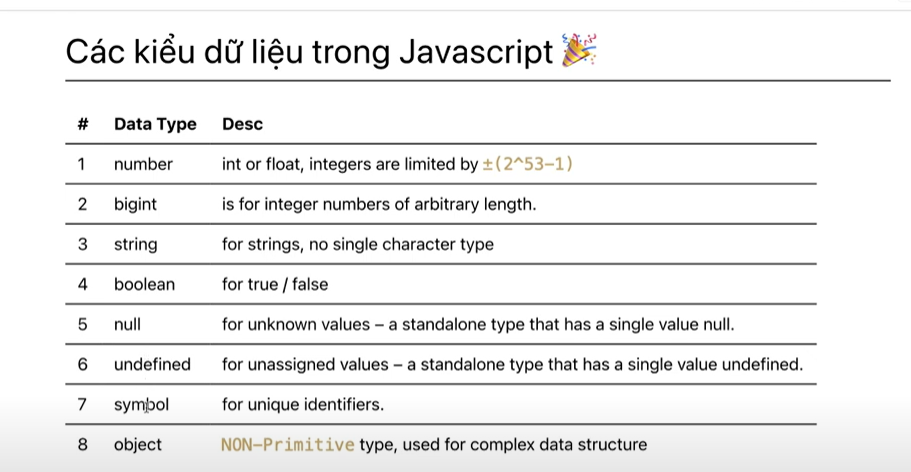 Các kiểu dữ liệu trong Javascript 🎉
# Data Type Desc
1 number int or float, integers are limited by ±(2^53-1)
2 bigint is for integer numbers of arbitrary length.
3 string for strings, no single character type
4 boolean for true / false
5 null for unknown values – a standalone type that has a single value null.
6 undefined for unassigned values – a standalone type that has a single value undefined.
7 symbol for unique identifiers.
8 object NON-Primitive type, used for complex data structure